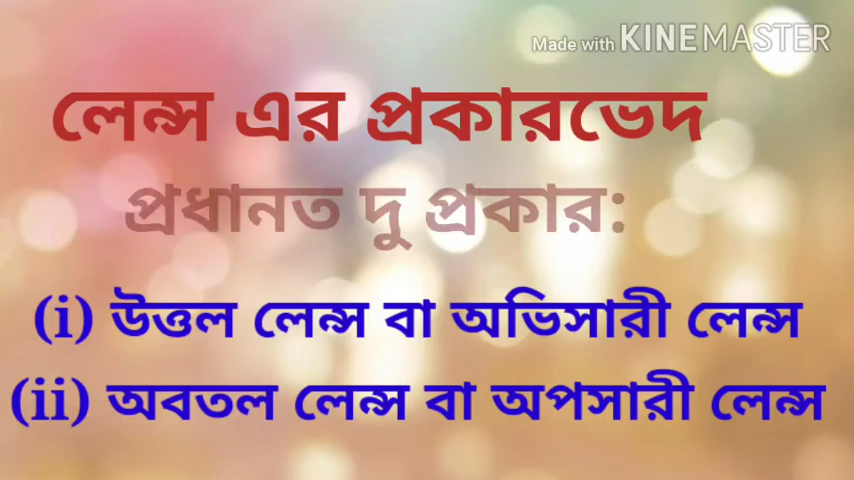 Made with KINEMASTER
লেন্স এর প্রকারভেদ
প্রধানত দু প্রকার:
(i) উত্তল লেন্স বা অভিসারী লেন্স
(ii) অবতল লেন্স বা অপসারী লেন্স